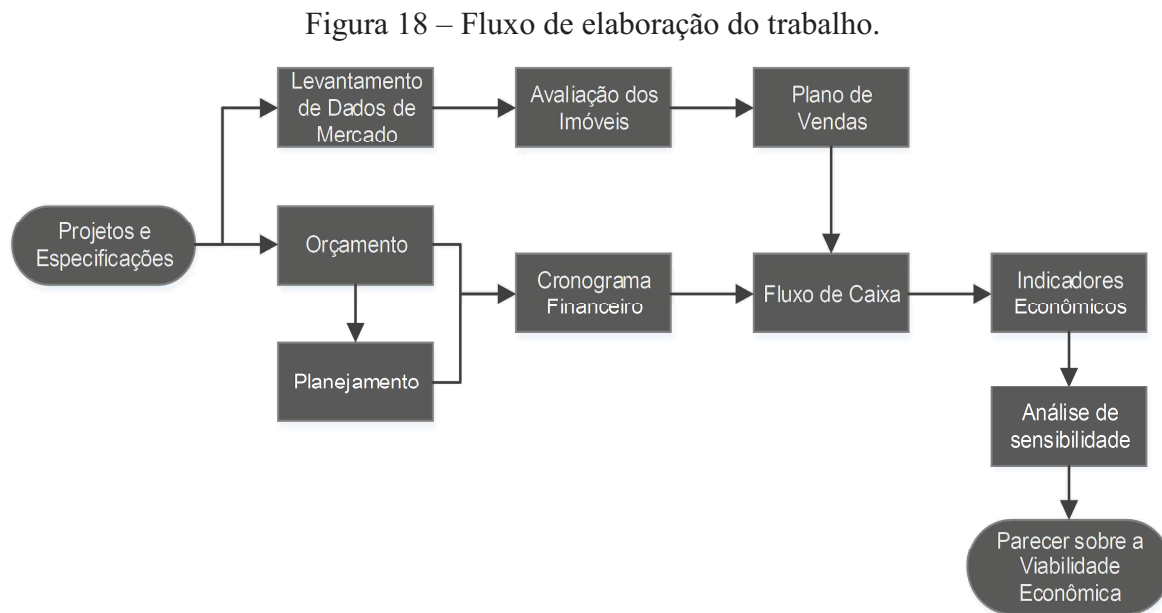 Figura 18 – Fluxo de elaboração do trabalho.
Levantamento
de Dados de
Mercado
Avaliação dos
Imóveis
Plano de
Vendas
Projetos e
Especificações
Orçamento
Planejamento
Cronograma
Financeiro
Fluxo de Caixa
Indicadores
Econômicos
Análise de
sensibilidade
Parecer sobre a
Viabilidade
Econômica